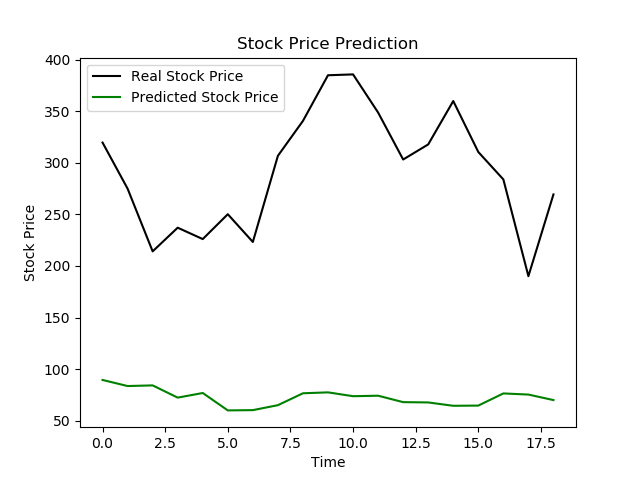 Stock Price Prediction
Real Stock Price
Predicted Stock Price
400
350
300
250
200
150
100
50
Stock Price
0.0 2.5 5.0 7.5 10.0 12.5 15.0 17.5
Time